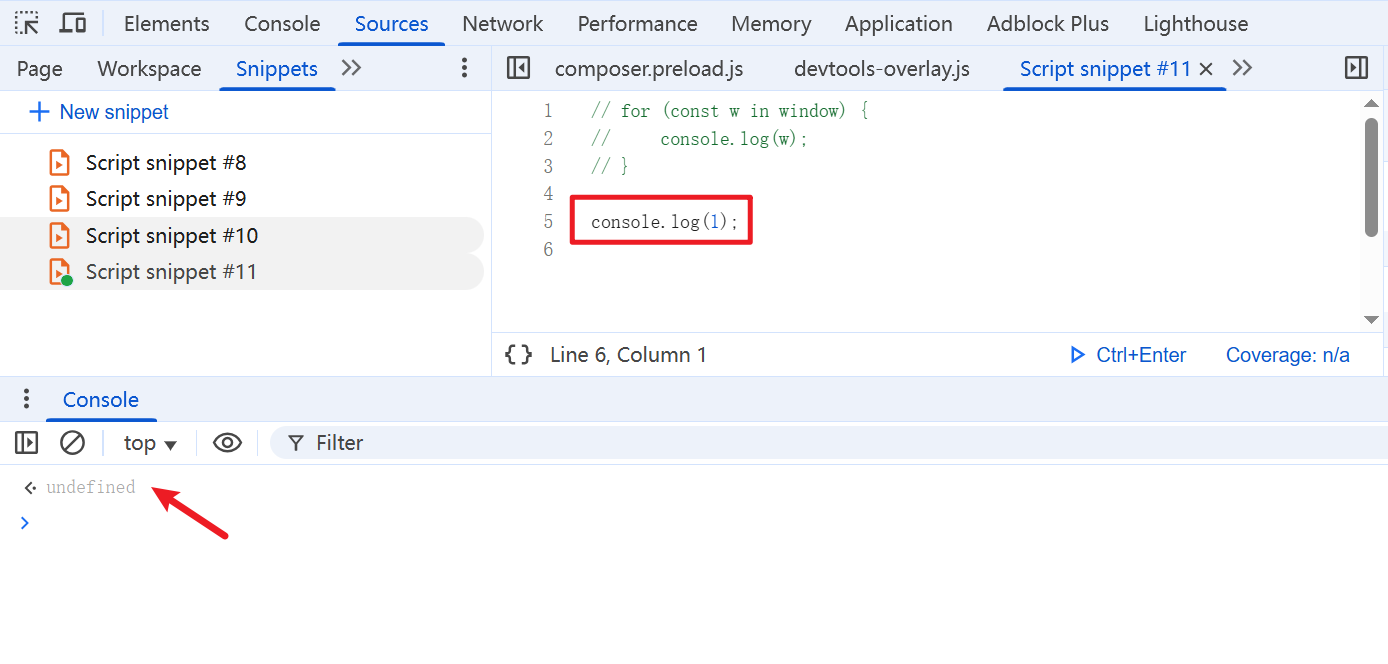 Elements Console Sources Network Performance Memory Application Adblock Plus Lighthouse
Page Workspace Snippets
composer.preload.js devtools-overlay.js Script snippet #11
New snippet
Script snippet #8
Script snippet #9
Script snippet #10
Script snippet #11
1 // for (const w in window) {
2 //     console.log(w);
3 // }
4
5 console.log(1);
6
{} Line 6, Column 1 Ctrl+Enter Coverage: n/a
Console
top Filter
undefined